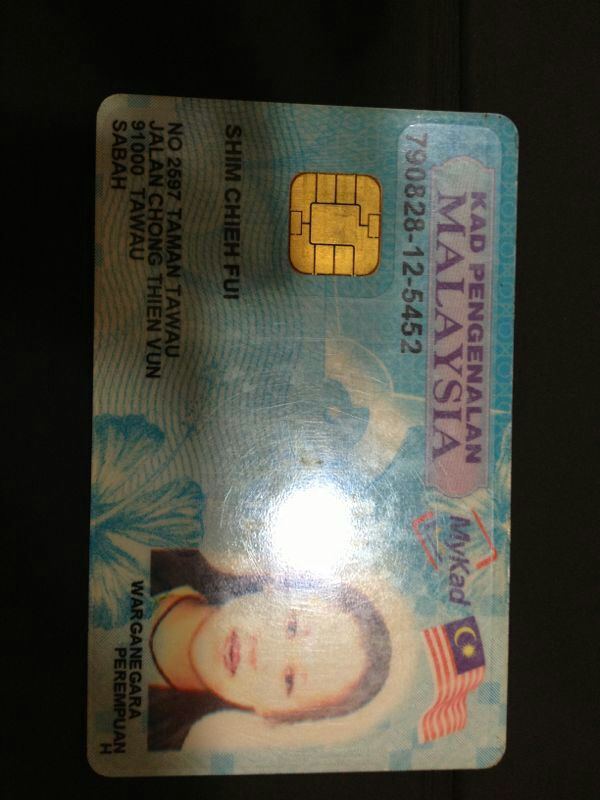 KAD PENGENALAN
MALAYSIA
MyKad
790828-12-5452
SHIM CHIEH FUI
NO 2597 TAMAN TAWAU
JALAN CHONG THIEN VUN
91000 TAWAU
SABAH
WARGANEGARA
PEREMPUAN
H